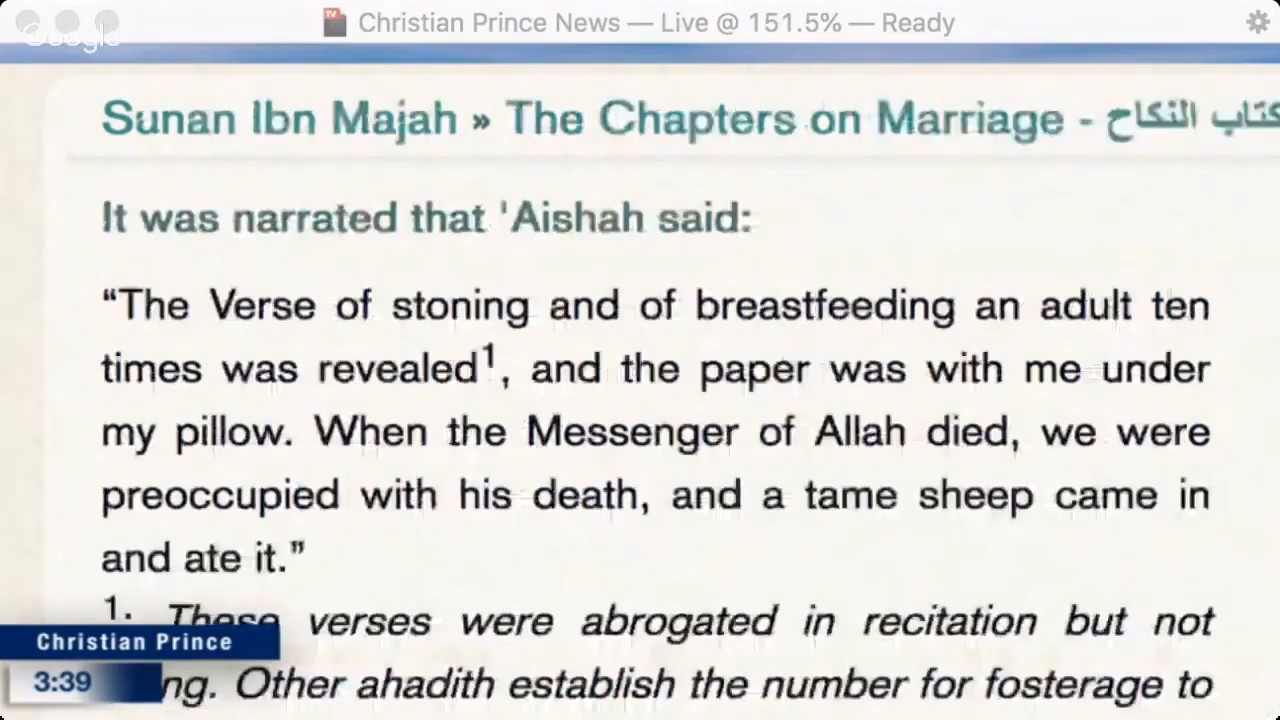 Christian Prince News — Live @ 151.5% — Ready
Google
Sunan Ibn Majah » The Chapters on Marriage - كتاب النكاح
It was narrated that 'Aishah said:
“The Verse of stoning and of breastfeeding an adult ten
times was revealed1, and the paper was with me under
my pillow. When the Messenger of Allah died, we were
preoccupied with his death, and a tame sheep came in
and ate it.”
1. These verses were abrogated in recitation but not
ng. Other ahadith establish the number for fosterage to
Christian Prince
3:39